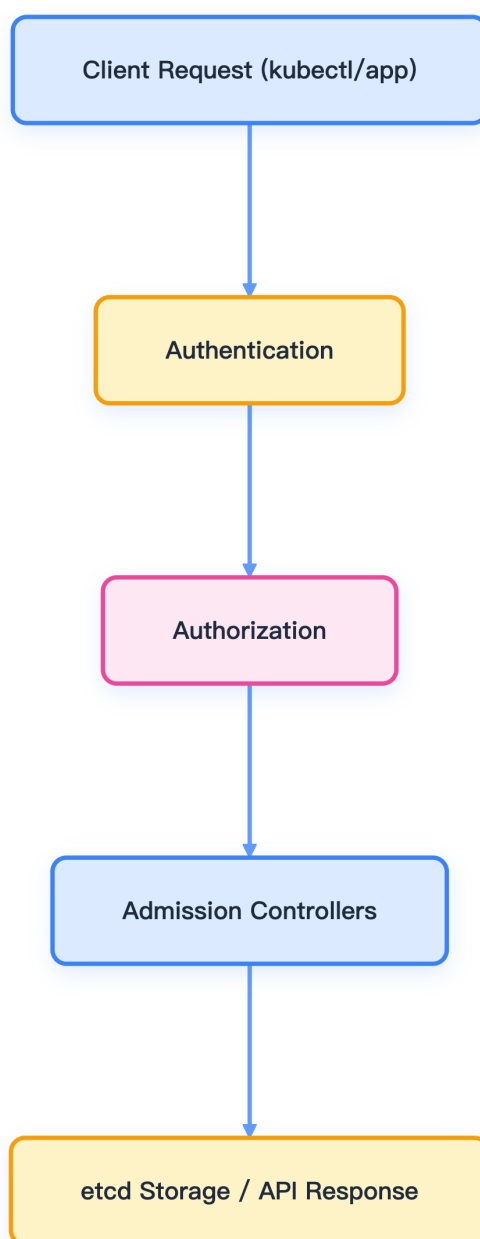 Client Request (kubectl/app)
Authentication
Authorization
Admission Controllers
etcd Storage / API Response